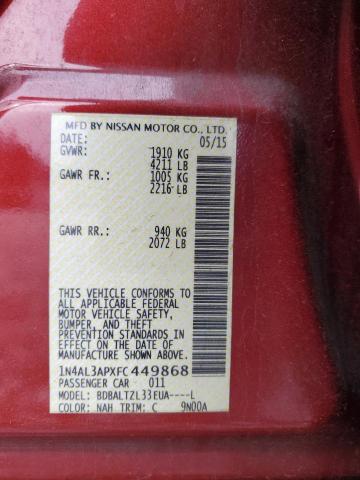 MFD BY NISSAN MOTOR CO., LTD.
DATE: 05/15
GVWR: 1910 KG
4211 LB
GAWR FR.: 1005 KG
2216 LB
GAWR RR.: 940 KG
2072 LB
THIS VEHICLE CONFORMS TO
ALL APPLICABLE FEDERAL
MOTOR VEHICLE SAFETY,
BUMPER, AND THEFT
PREVENTION STANDARDS
IN EFFECT ON THE DATE OF
MANUFACTURE SHOWN ABOVE.
1N4AL3APXFC449868
PASSENGER CAR 011
MODEL: BDBALTZL33EUA----L
COLOR: NAH TRIM: C 9N00A